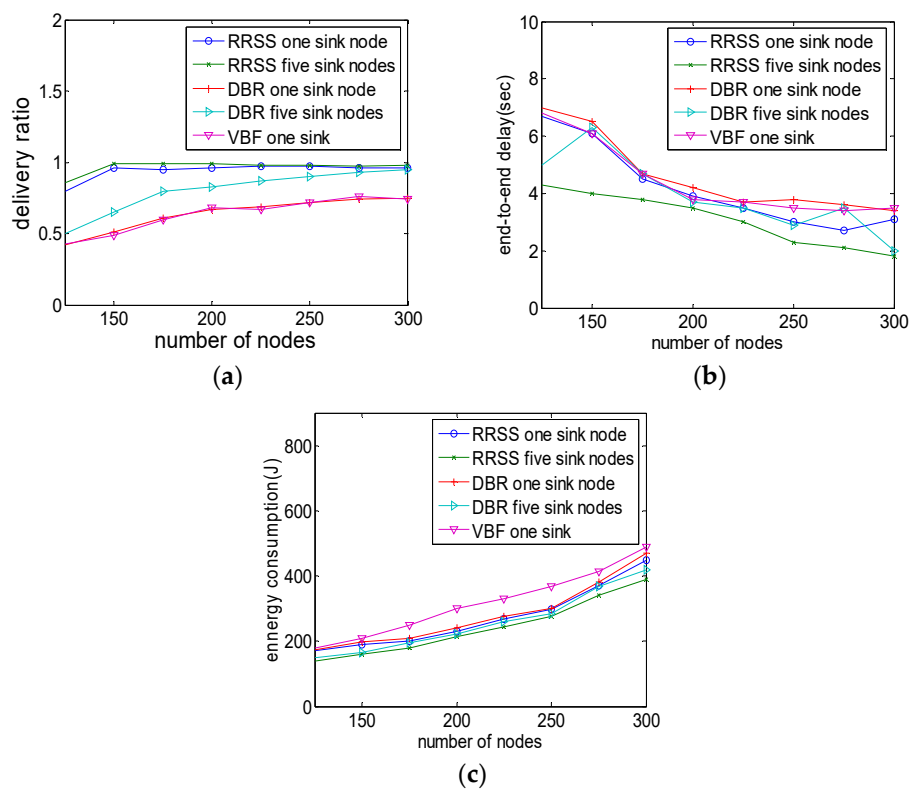 2
1.5
1
0.5
0
150
200
250
300
delivery ratio
number of nodes
RRSS one sink node
RRSS five sink nodes
DBR one sink node
DBR five sink nodes
VBF one sink
(a)
10
8
6
4
2
0
150
200
250
300
end-to-end delay(sec)
number of nodes
RRSS one sink node
RRSS five sink nodes
DBR one sink node
DBR five sink nodes
VBF one sink
(b)
800
600
400
200
0
150
200
250
300
ennergy consumption(J)
number of nodes
RRSS one sink node
RRSS five sink nodes
DBR one sink node
DBR five sink nodes
VBF one sink
(c)